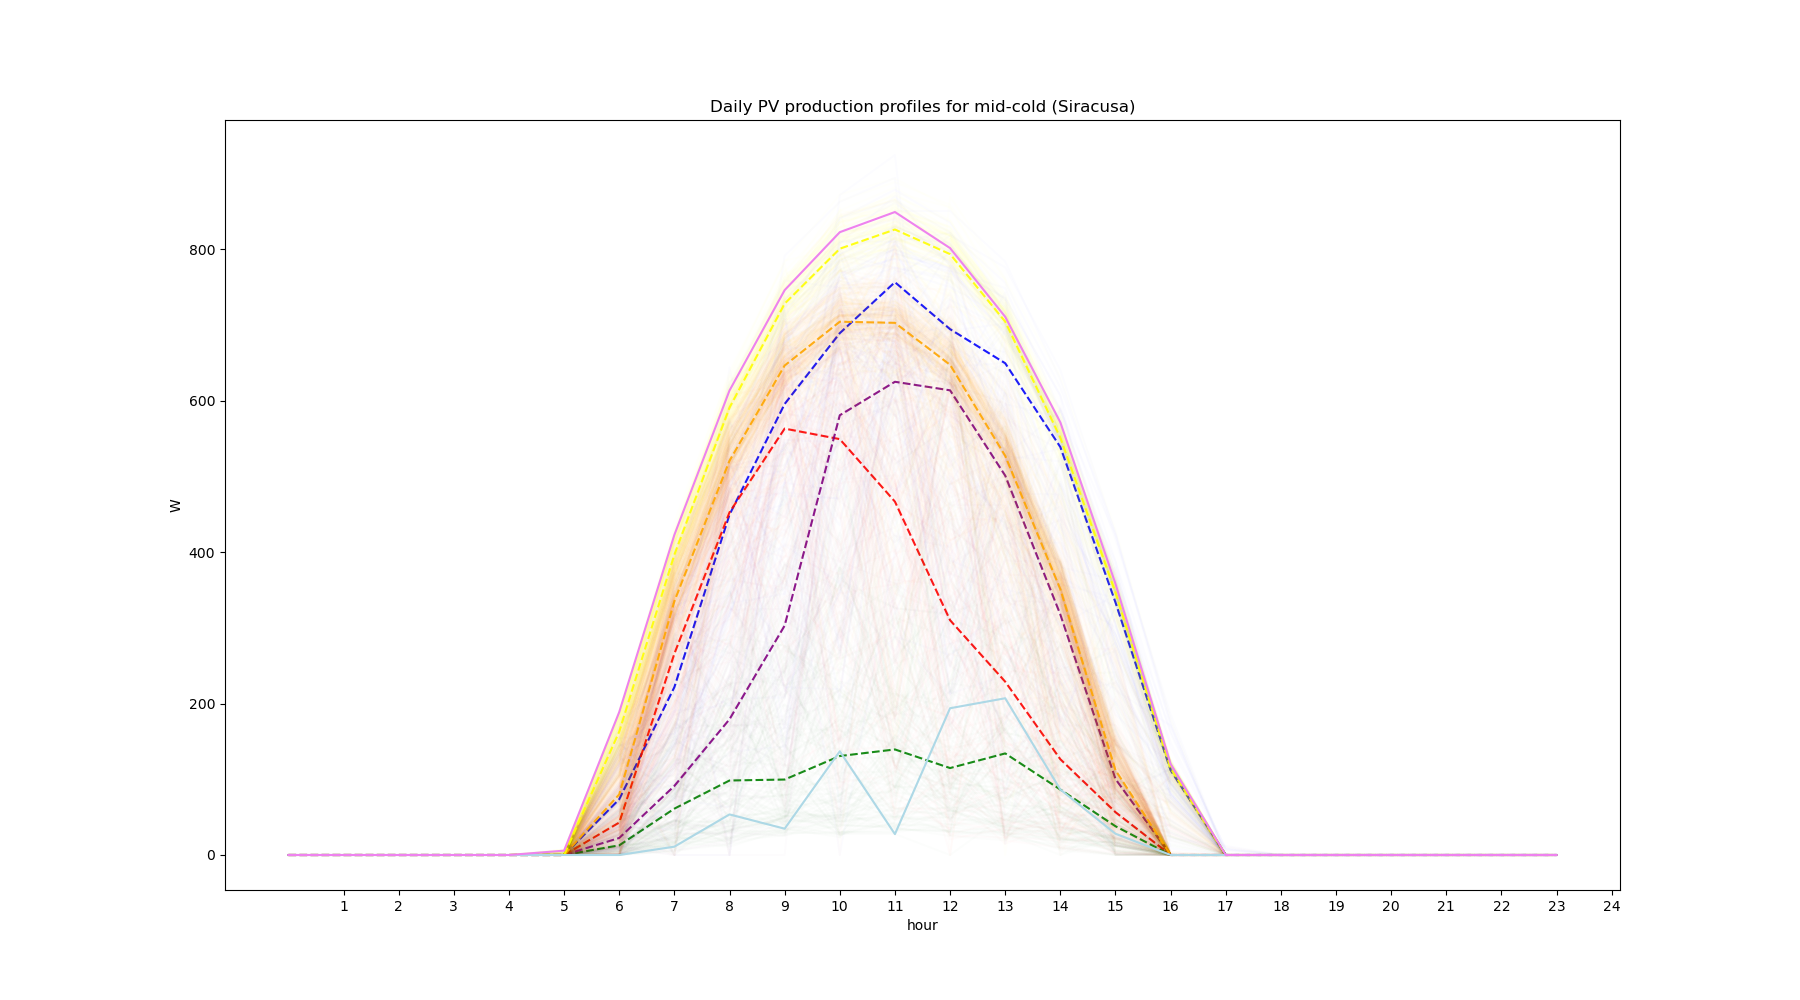 Daily PV production profiles for mid-cold (Siracusa)
800
600
W
400
200
0
1 2 3 4 5 6 7 8 9 10 11 12 13 14 15 16 17 18 19 20 21 22 23 24
hour